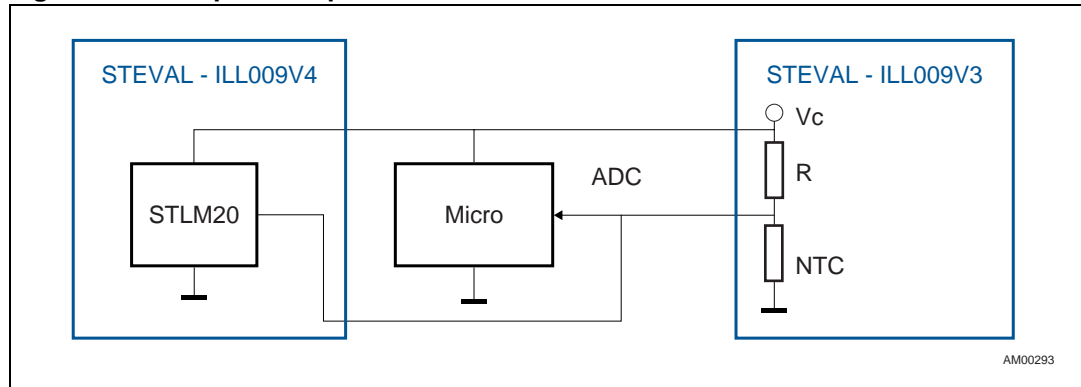 STEVAL - ILL009V4
STEVAL - ILL009V3
Vc
R
ADC
STLM20
Micro
NTC
AM00293